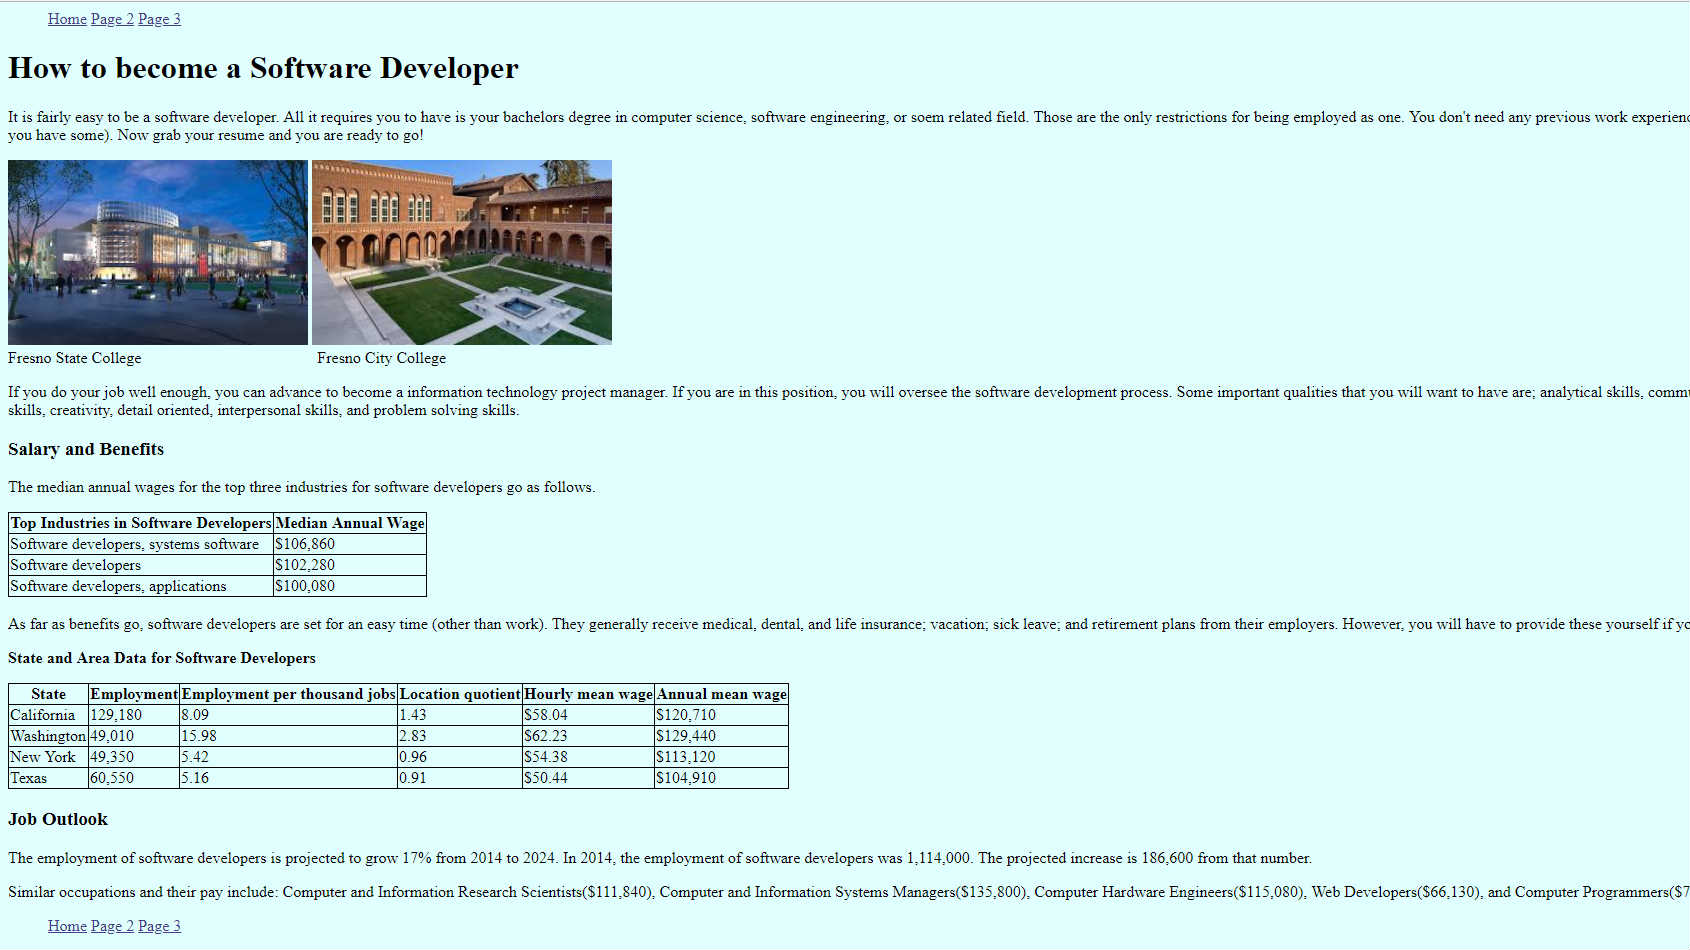 Home Page 2 Page 3
How to become a Software Developer
It is fairly easy to be a software developer. All it requires you to have is your bachelors degree in computer science, software engineering, or soem related field. Those are the only restrictions for being employed as one. You don't need any previous work
you have some). Now grab your resume and you are ready to go!
Fresno State College Fresno City College
If you do your job well enough, you can advance to become a information technology project manager. If you are in this position, you will oversee the software development process. Some important qualities that you will want to have are; analytical skills,
skills, creativity, detail oriented, interpersonal skills, and problem solving skills.
Salary and Benefits
The median annual wages for the top three industries for software developers go as follows.
Top Industries in Software Developers Median Annual Wage
Software developers, systems software $106,860
Software developers $102,280
Software developers, applications $100,080
As far as benefits go, software developers are set for an easy time (other than work). They generally receive medical, dental, and life insurance; vacation; sick leave; and retirement plans from their employers. However, you will have to provide these yourself if
State and Area Data for Software Developers
State Employment Employment per thousand jobs Location quotient Hourly mean wage Annual mean wage
California 129,180 8.09 1.43 $58.04 $120,710
Washington 49,010 15.98 2.83 $62.23 $129,440
New York 49,350 5.42 0.96 $54.38 $113,120
Texas 60,550 5.16 0.91 $50.44 $104,910
Job Outlook
The employment of software developers is projected to grow 17% from 2014 to 2024. In 2014, the employment of software developers was 1,114,000. The projected increase is 186,600 from that number.
Similar occupations and their pay include: Computer and Information Research Scientists($111,840), Computer and Information Systems Managers($135,800), Computer Hardware Engineers($115,080), Web Developers($66,130), and Computer Programmers($7
Home Page 2 Page 3